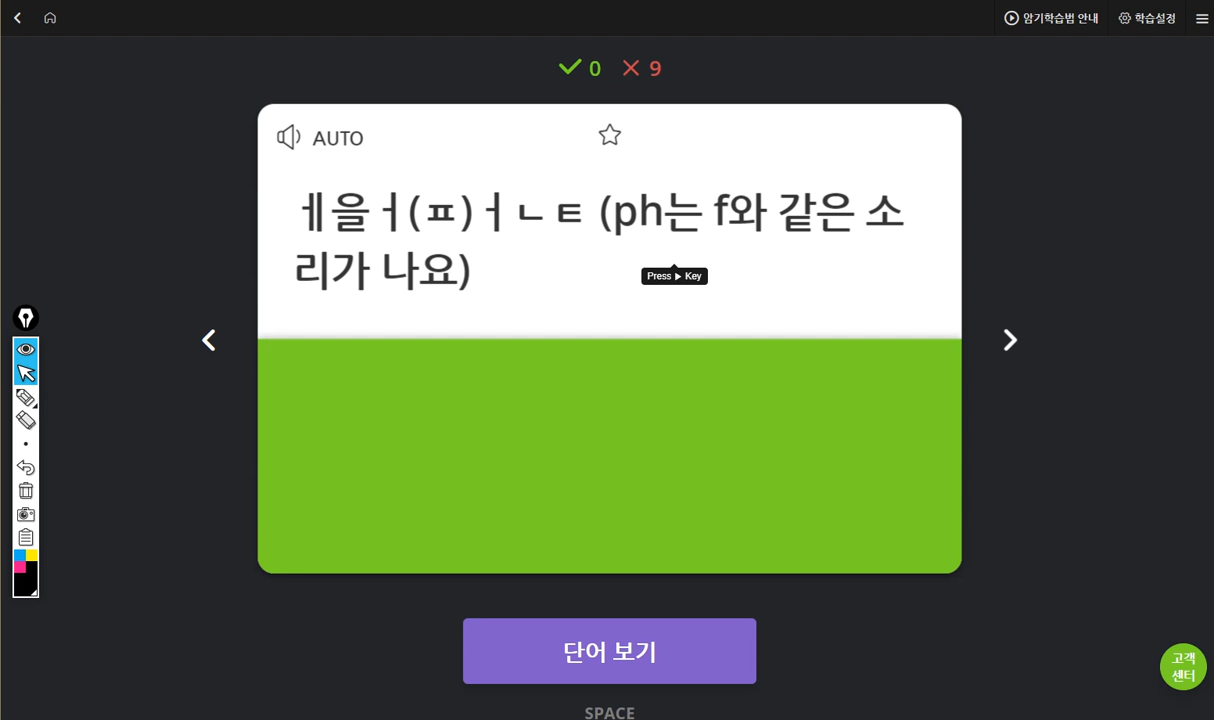 암기학습법 안내
학습설정
0
9
AUTO
ㅔ을ㅓ(ㅍ)ㅓㄴㅌ (ph는 f와 같은 소
리가 나요)
Press ▶ Key
단어 보기
SPACE
고객
센터